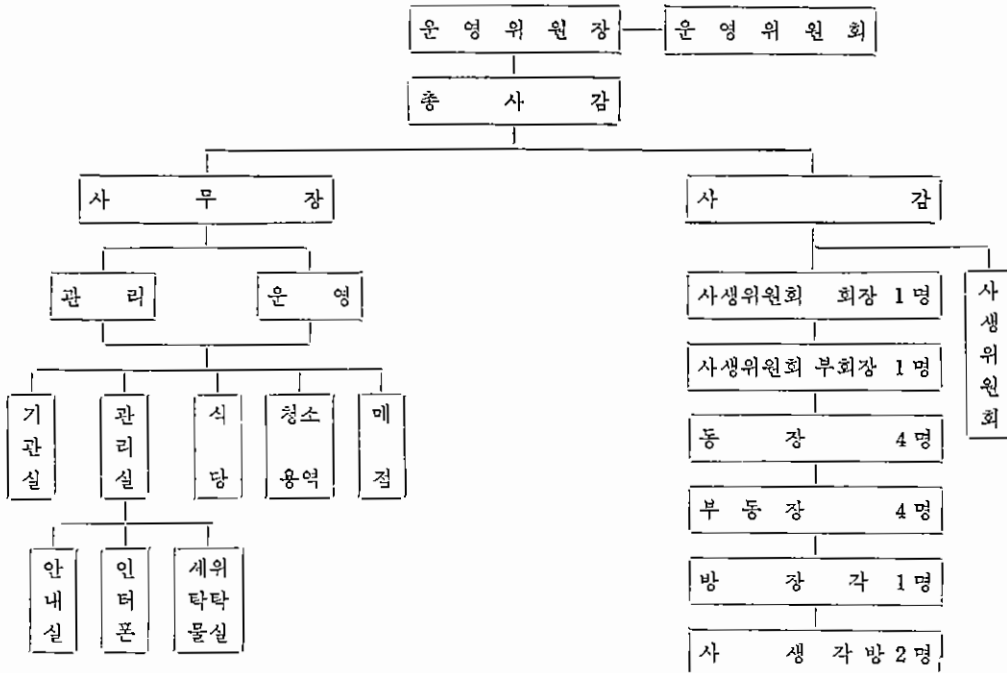 운영위원장 운영위원회
총사감
사무장 사감
관리 운영
사생위원회 회장 1명
사생위원회
사생위원회 부회장 1명
기관실 관리실 식당 청소용역 메점
동장 4명
부동장 4명
안내실 인터폰 세탁물위탁실
방장 각 1명
사생 각방 2명